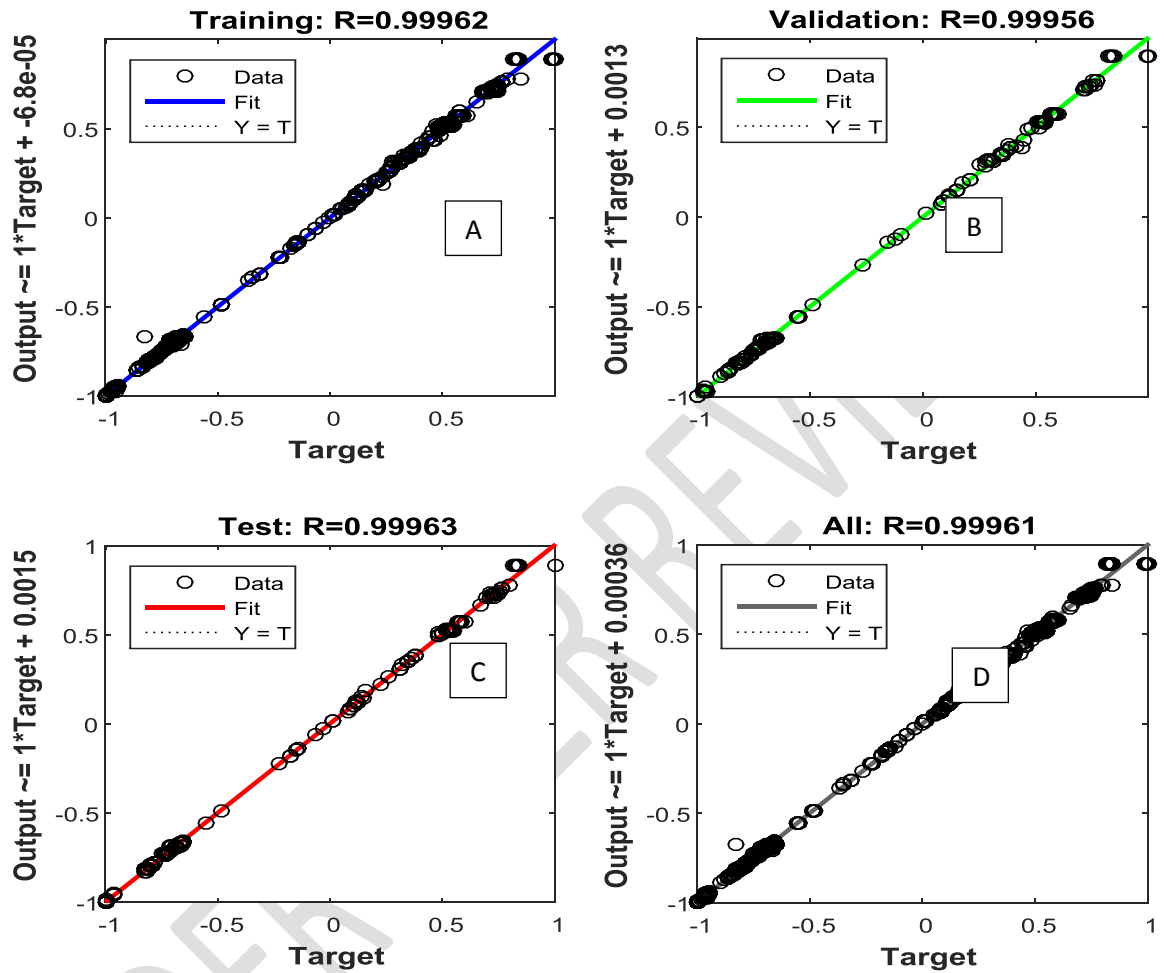 Training: R=0.99962
Output ~= 1*Target + -6.8e-05
Data
Fit
Y = T
0.5
0
-0.5
-1
A
-1 -0.5 0 0.5
Target
Validation: R=0.99956
Output ~= 1*Target + 0.0013
Data
Fit
Y = T
0.5
0
-0.5
-1
B
-1 -0.5 0 0.5
Target
Test: R=0.99963
Output ~= 1*Target + 0.0015
1
Data
Fit
Y = T
0.5
0
-0.5
-1
C
-1 -0.5 0 0.5 1
Target
All: R=0.99961
Output ~= 1*Target + 0.00036
1
Data
Fit
Y = T
0.5
0
-0.5
-1
D
-1 -0.5 0 0.5 1
Target